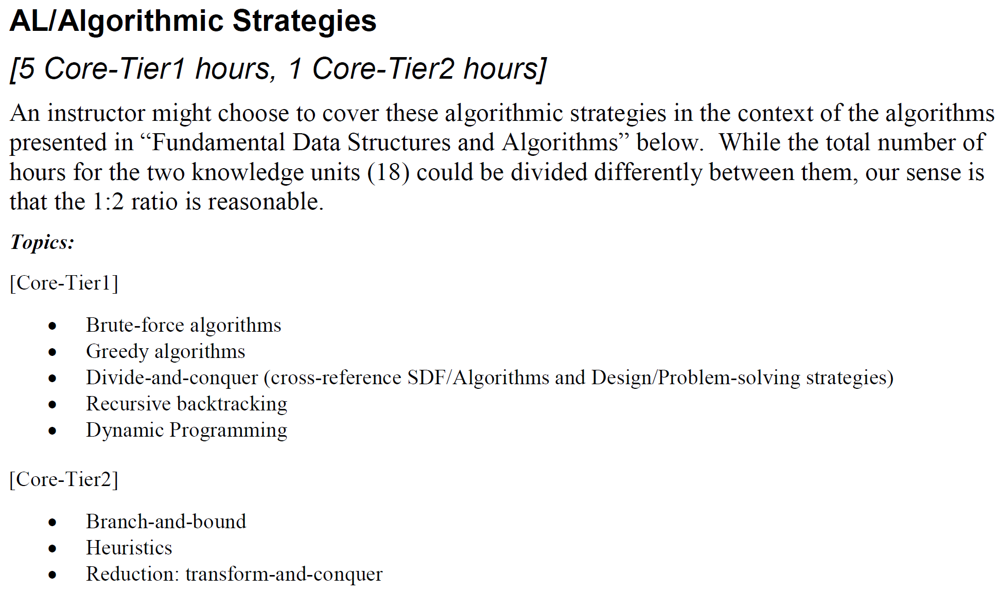 AL/Algorithmic Strategies
[5 Core-Tier1 hours, 1 Core-Tier2 hours]
An instructor might choose to cover these algorithmic strategies in the context of the algorithms
presented in “Fundamental Data Structures and Algorithms” below.  While the total number of
hours for the two knowledge units (18) could be divided differently between them, our sense is
that the 1:2 ratio is reasonable.
Topics:
[Core-Tier1]
• Brute-force algorithms
• Greedy algorithms
• Divide-and-conquer (cross-reference SDF/Algorithms and Design/Problem-solving strategies)
• Recursive backtracking
• Dynamic Programming
[Core-Tier2]
• Branch-and-bound
• Heuristics
• Reduction: transform-and-conquer